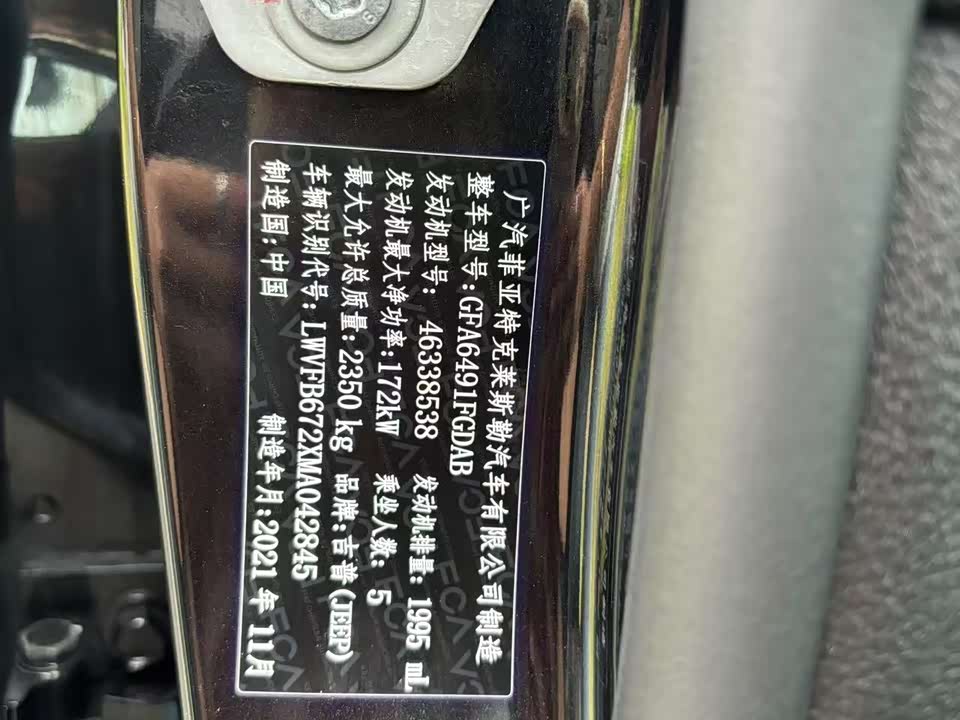 广汽菲亚特克莱斯勒汽车有限公司制造
整车型号:GFA6491FGDAB
发动机型号: 46338538 发动机排量: 1995 mL
发动机最大净功率:172kW 乘坐人数: 5
最大允许总质量:2350 kg 品牌:吉普(JEEP)
车辆识别代号: LWVFB672XMA042845
制造国:中国 制造年月:2021 年 11月